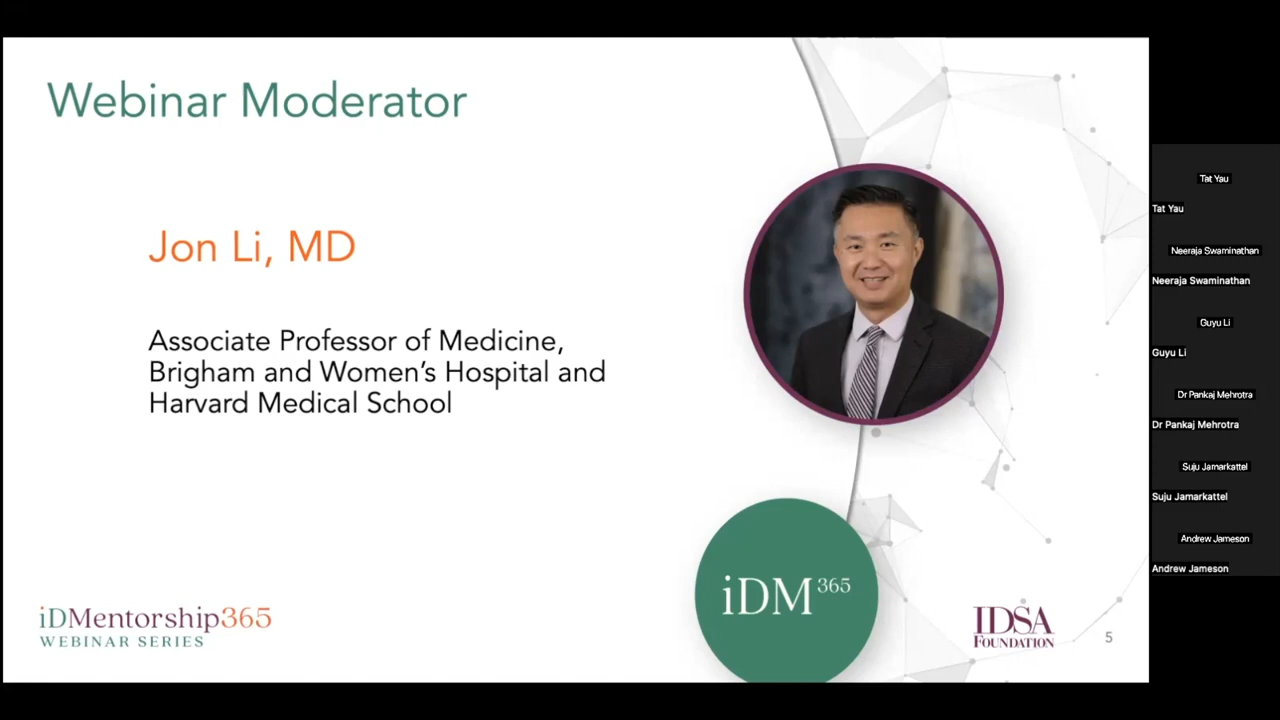 Webinar Moderator
Jon Li, MD
Associate Professor of Medicine,
Brigham and Women's Hospital and
Harvard Medical School
iDM365
iDMentorship365
WEBINAR SERIES
IDSA
FOUNDATION
5
Tat Yau
Tat Yau
Neeraja Swaminathan
Neeraja Swaminathan
Guyu Li
Guyu Li
Dr Pankaj Mehrotra
Dr Pankaj Mehrotra
Suju Jamarkattel
Suju Jamarkattel
Andrew Jameson
Andrew Jameson